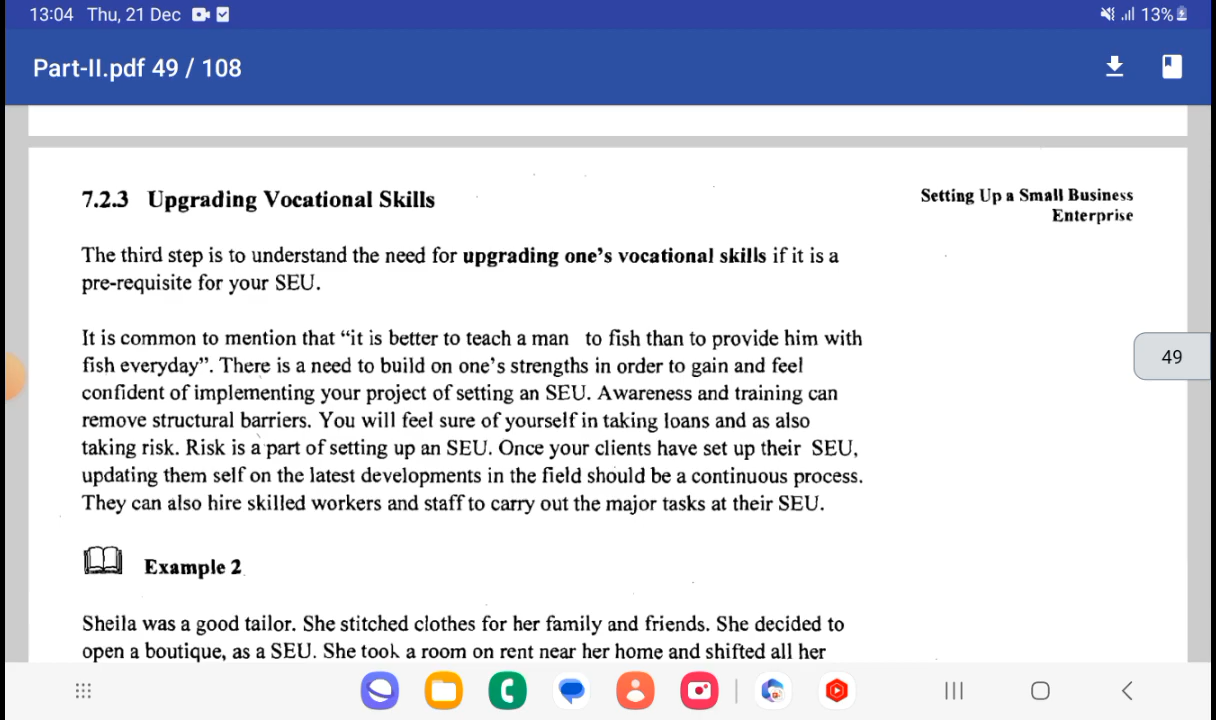 13:04 Thu, 21 Dec
13%
Part-II.pdf 49 / 108
7.2.3 Upgrading Vocational Skills
Setting Up a Small Business
Enterprise
The third step is to understand the need for upgrading one's vocational skills if it is a
pre-requisite for your SEU.
It is common to mention that “it is better to teach a man to fish than to provide him with
fish everyday”. There is a need to build on one's strengths in order to gain and feel
confident of implementing your project of setting an SEU. Awareness and training can
remove structural barriers. You will feel sure of yourself in taking loans and as also
taking risk. Risk is a part of setting up an SEU. Once your clients have set up their SEU,
updating them self on the latest developments in the field should be a continuous process.
They can also hire skilled workers and staff to carry out the major tasks at their SEU.
49
Example 2
Sheila was a good tailor. She stitched clothes for her family and friends. She decided to
open a boutique, as a SEU. She took a room on rent near her home and shifted all her